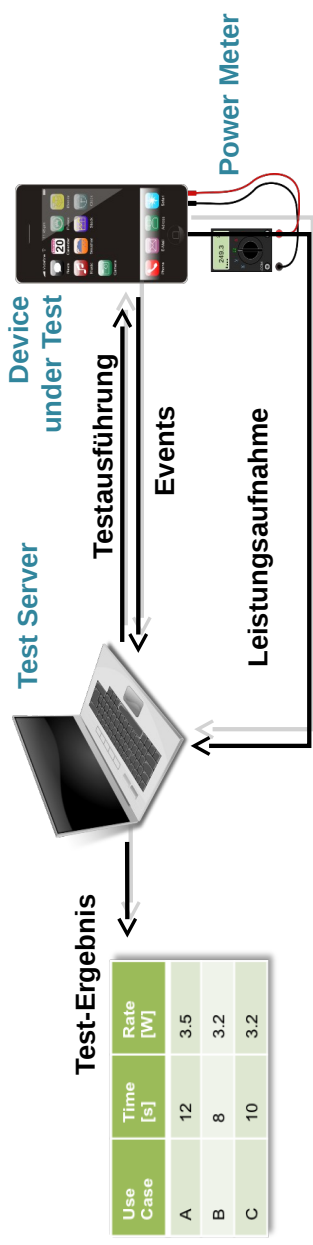 Test-Ergebnis
Use Case
Time [s]
Rate [W]
A
12
3.5
B
8
3.2
C
10
3.2
Test Server
Testausführung
Events
Leistungsaufnahme
Device
under Test
Power Meter
20
249.3